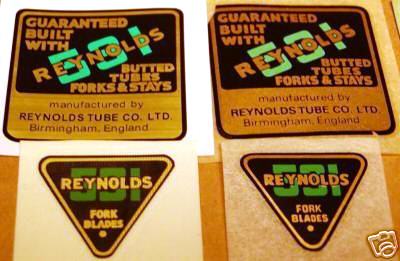 GUARANTEED
BUILT
WITH
531
REYNOLDS
BUTTED
TUBES
FORKS & STAYS
manufactured by
REYNOLDS TUBE CO. LTD.
Birmingham, England
GUARANTEED
BUILT
WITH
531
REYNOLDS
BUTTED
TUBES
FORKS & STAYS
manufactured by
REYNOLDS TUBE CO. LTD.
Birmingham, England
531
REYNOLDS
FORK
BLADES
531
REYNOLDS
FORK
BLADES